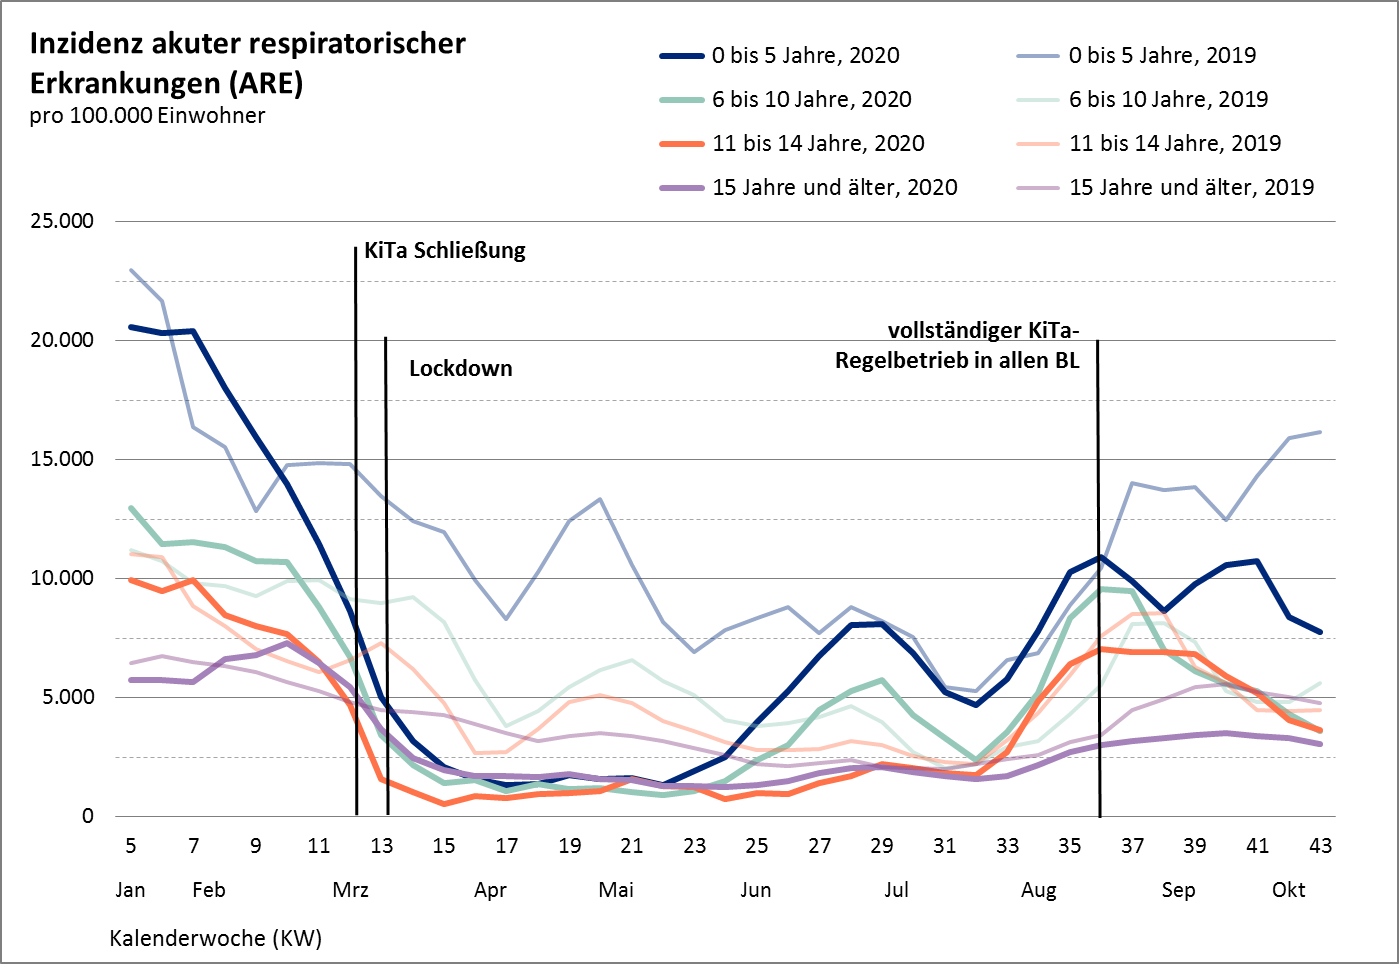 Inzidenz akuter respiratorischer
Erkrankungen (ARE)
pro 100.000 Einwohner
0 bis 5 Jahre, 2020
0 bis 5 Jahre, 2019
6 bis 10 Jahre, 2020
6 bis 10 Jahre, 2019
11 bis 14 Jahre, 2020
11 bis 14 Jahre, 2019
15 Jahre und älter, 2020
15 Jahre und älter, 2019
25.000
20.000
15.000
10.000
5.000
0
KiTa Schließung
Lockdown
vollständiger KiTa-
Regelbetrieb in allen BL
5 7 9 11 13 15 17 19 21 23 25 27 29 31 33 35 37 39 41 43
Jan Feb Mrz Apr Mai Jun Jul Aug Sep Okt
Kalenderwoche (KW)